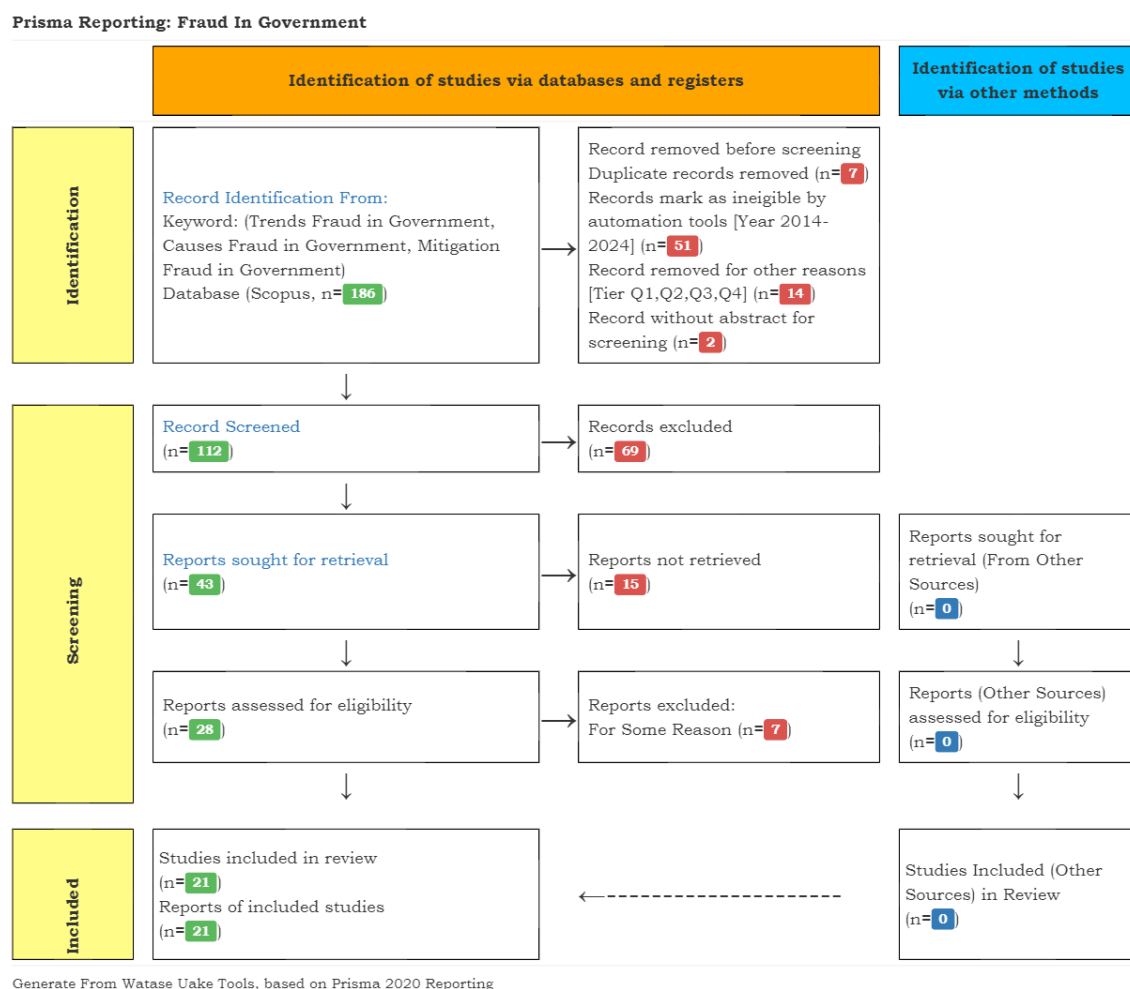 Prisma Reporting: Fraud In Government
Identification of studies via databases and registers
Identification of studies
via other methods
Identification
Record Identification From:
Keyword: (Trends Fraud in Government,
Causes Fraud in Government, Mitigation
Fraud in Government)
Database (Scopus, n=186)
Record removed before screening
Duplicate records removed (n=7)
Records mark as ineigible by
automation tools [Year 2014-
2024] (n=51)
Record removed for other reasons
[Tier Q1,Q2,Q3,Q4] (n=14)
Record without abstract for
screening (n=2)
Screening
Record Screened
(n=112)
Records excluded
(n=69)
Reports sought for retrieval
(n=43)
Reports not retrieved
(n=15)
Reports sought for
retrieval (From Other
Sources)
(n=0)
Reports assessed for eligibility
(n=28)
Reports excluded:
For Some Reason (n=7)
Reports (Other Sources)
assessed for eligibility
(n=0)
Included
Studies included in review
(n=21)
Reports of included studies
(n=21)
Studies Included (Other
Sources) in Review
(n=0)
Generate From Watase Uake Tools, based on Prisma 2020 Reporting